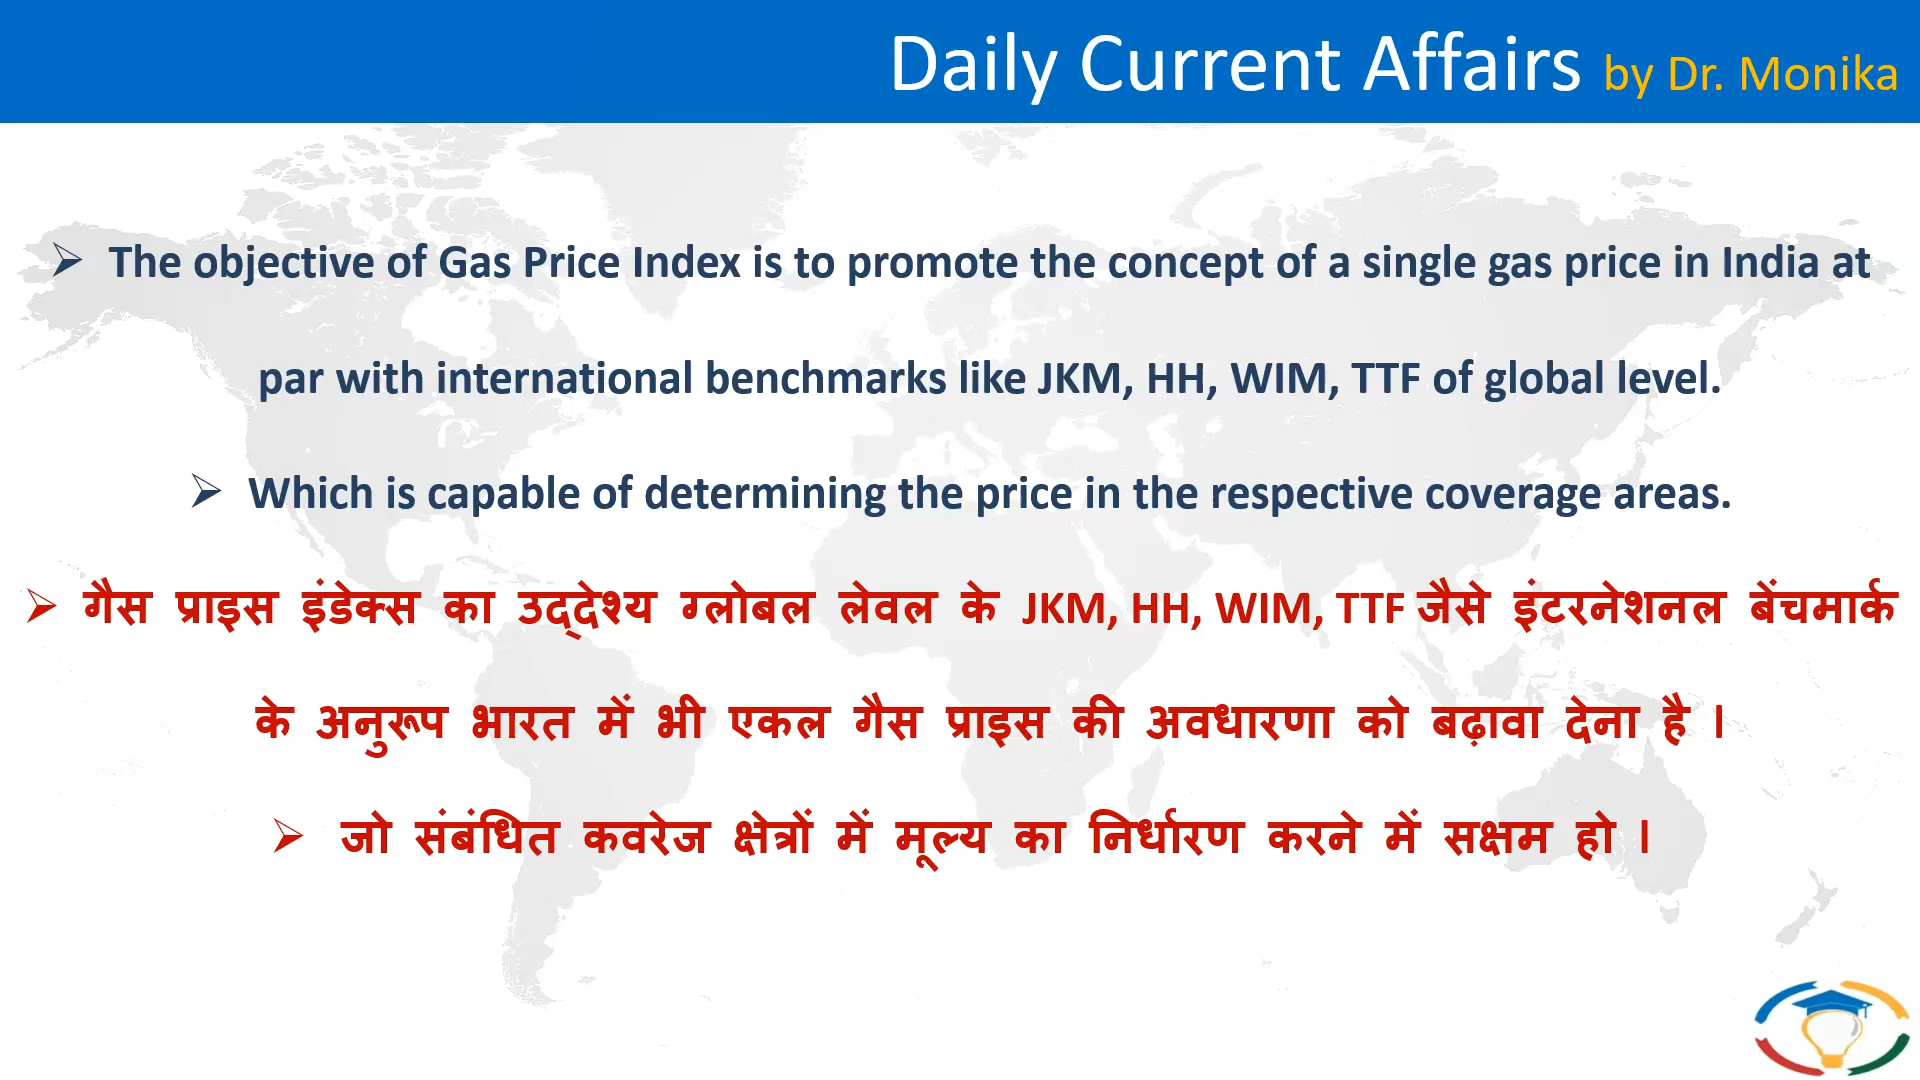 Daily Current Affairs by Dr. Monika
➢ The objective of Gas Price Index is to promote the concept of a single gas price in India at
par with international benchmarks like JKM, HH, WIM, TTF of global level.
➢ Which is capable of determining the price in the respective coverage areas.
➢ गैस प्राइस इंडेक्स का उद्देश्य ग्लोबल लेवल के JKM, HH, WIM, TTF जैसे इंटरनेशनल बेंचमार्क
के अनुरूप भारत में भी एकल गैस प्राइस की अवधारणा को बढ़ावा देना है ।
➢ जो संबंधित कवरेज क्षेत्रों में मूल्य का निर्धारण करने में सक्षम हो ।